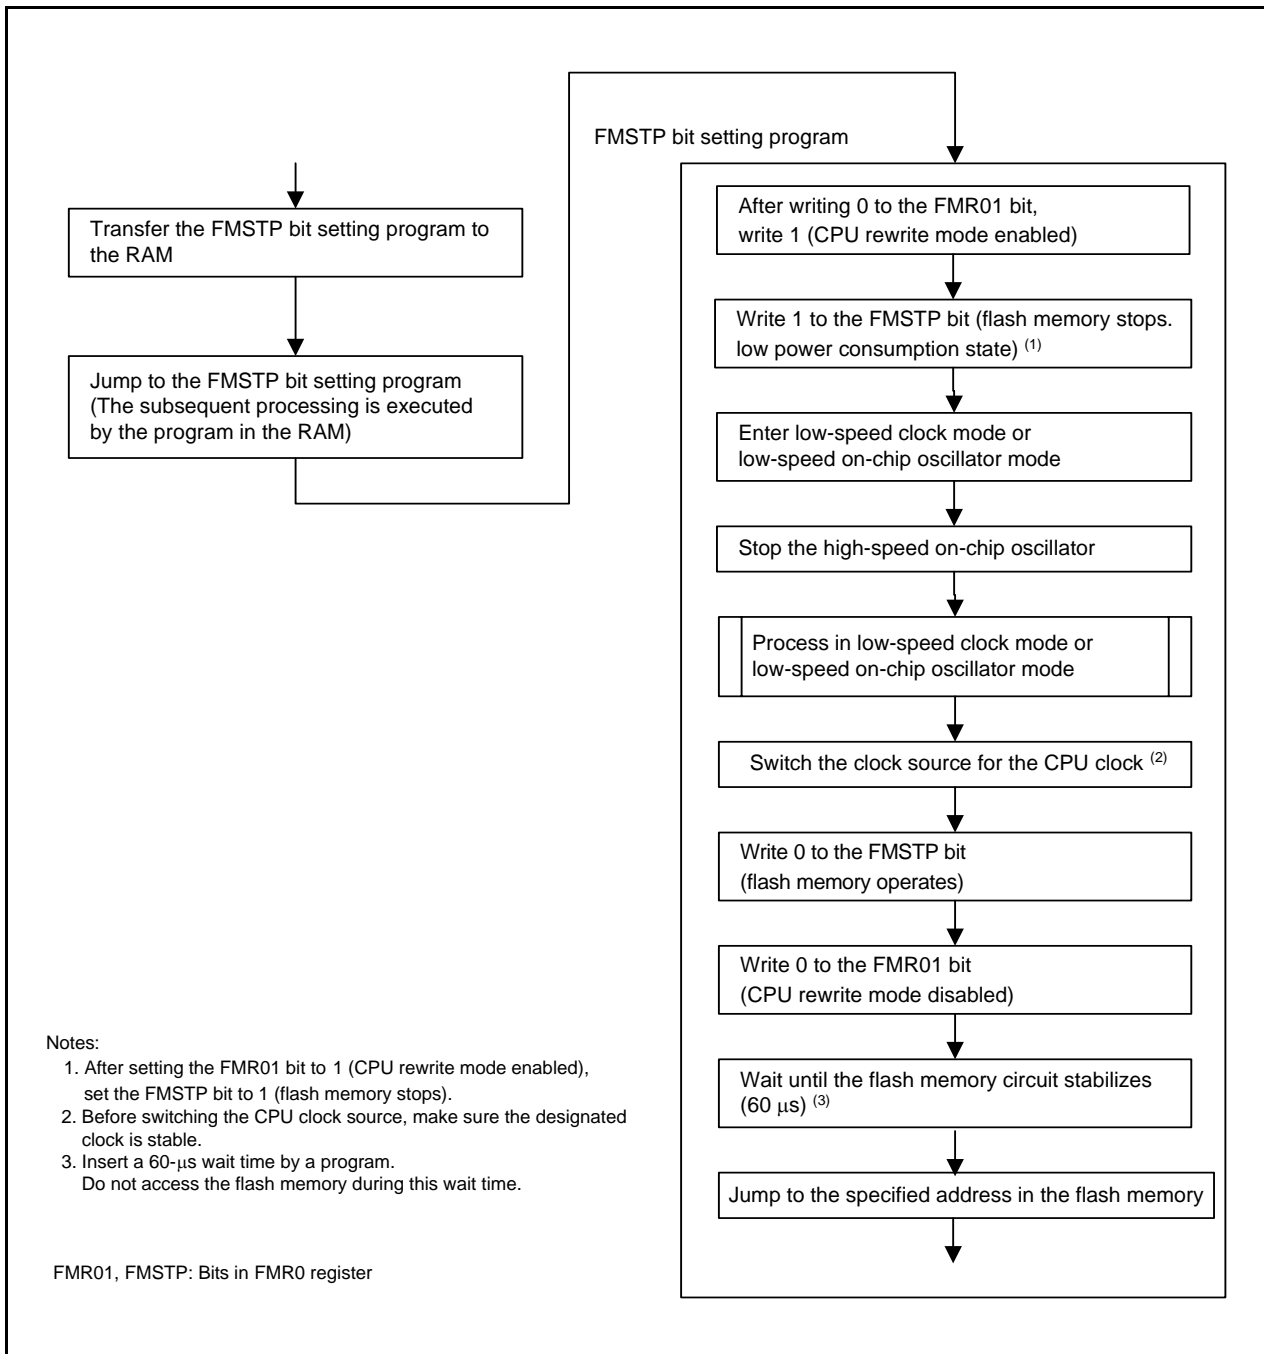 Transfer the FMSTP bit setting program to
the RAM
Jump to the FMSTP bit setting program
(The subsequent processing is executed
by the program in the RAM)
FMSTP bit setting program
After writing 0 to the FMR01 bit,
write 1 (CPU rewrite mode enabled)
Write 1 to the FMSTP bit (flash memory stops.
low power consumption state) (1)
Enter low-speed clock mode or
low-speed on-chip oscillator mode
Stop the high-speed on-chip oscillator
Process in low-speed clock mode or
low-speed on-chip oscillator mode
Switch the clock source for the CPU clock (2)
Write 0 to the FMSTP bit
(flash memory operates)
Write 0 to the FMR01 bit
(CPU rewrite mode disabled)
Wait until the flash memory circuit stabilizes
(60 μs) (3)
Jump to the specified address in the flash memory
Notes:
1. After setting the FMR01 bit to 1 (CPU rewrite mode enabled),
set the FMSTP bit to 1 (flash memory stops).
2. Before switching the CPU clock source, make sure the designated
clock is stable.
3. Insert a 60-μs wait time by a program.
Do not access the flash memory during this wait time.
FMR01, FMSTP: Bits in FMR0 register